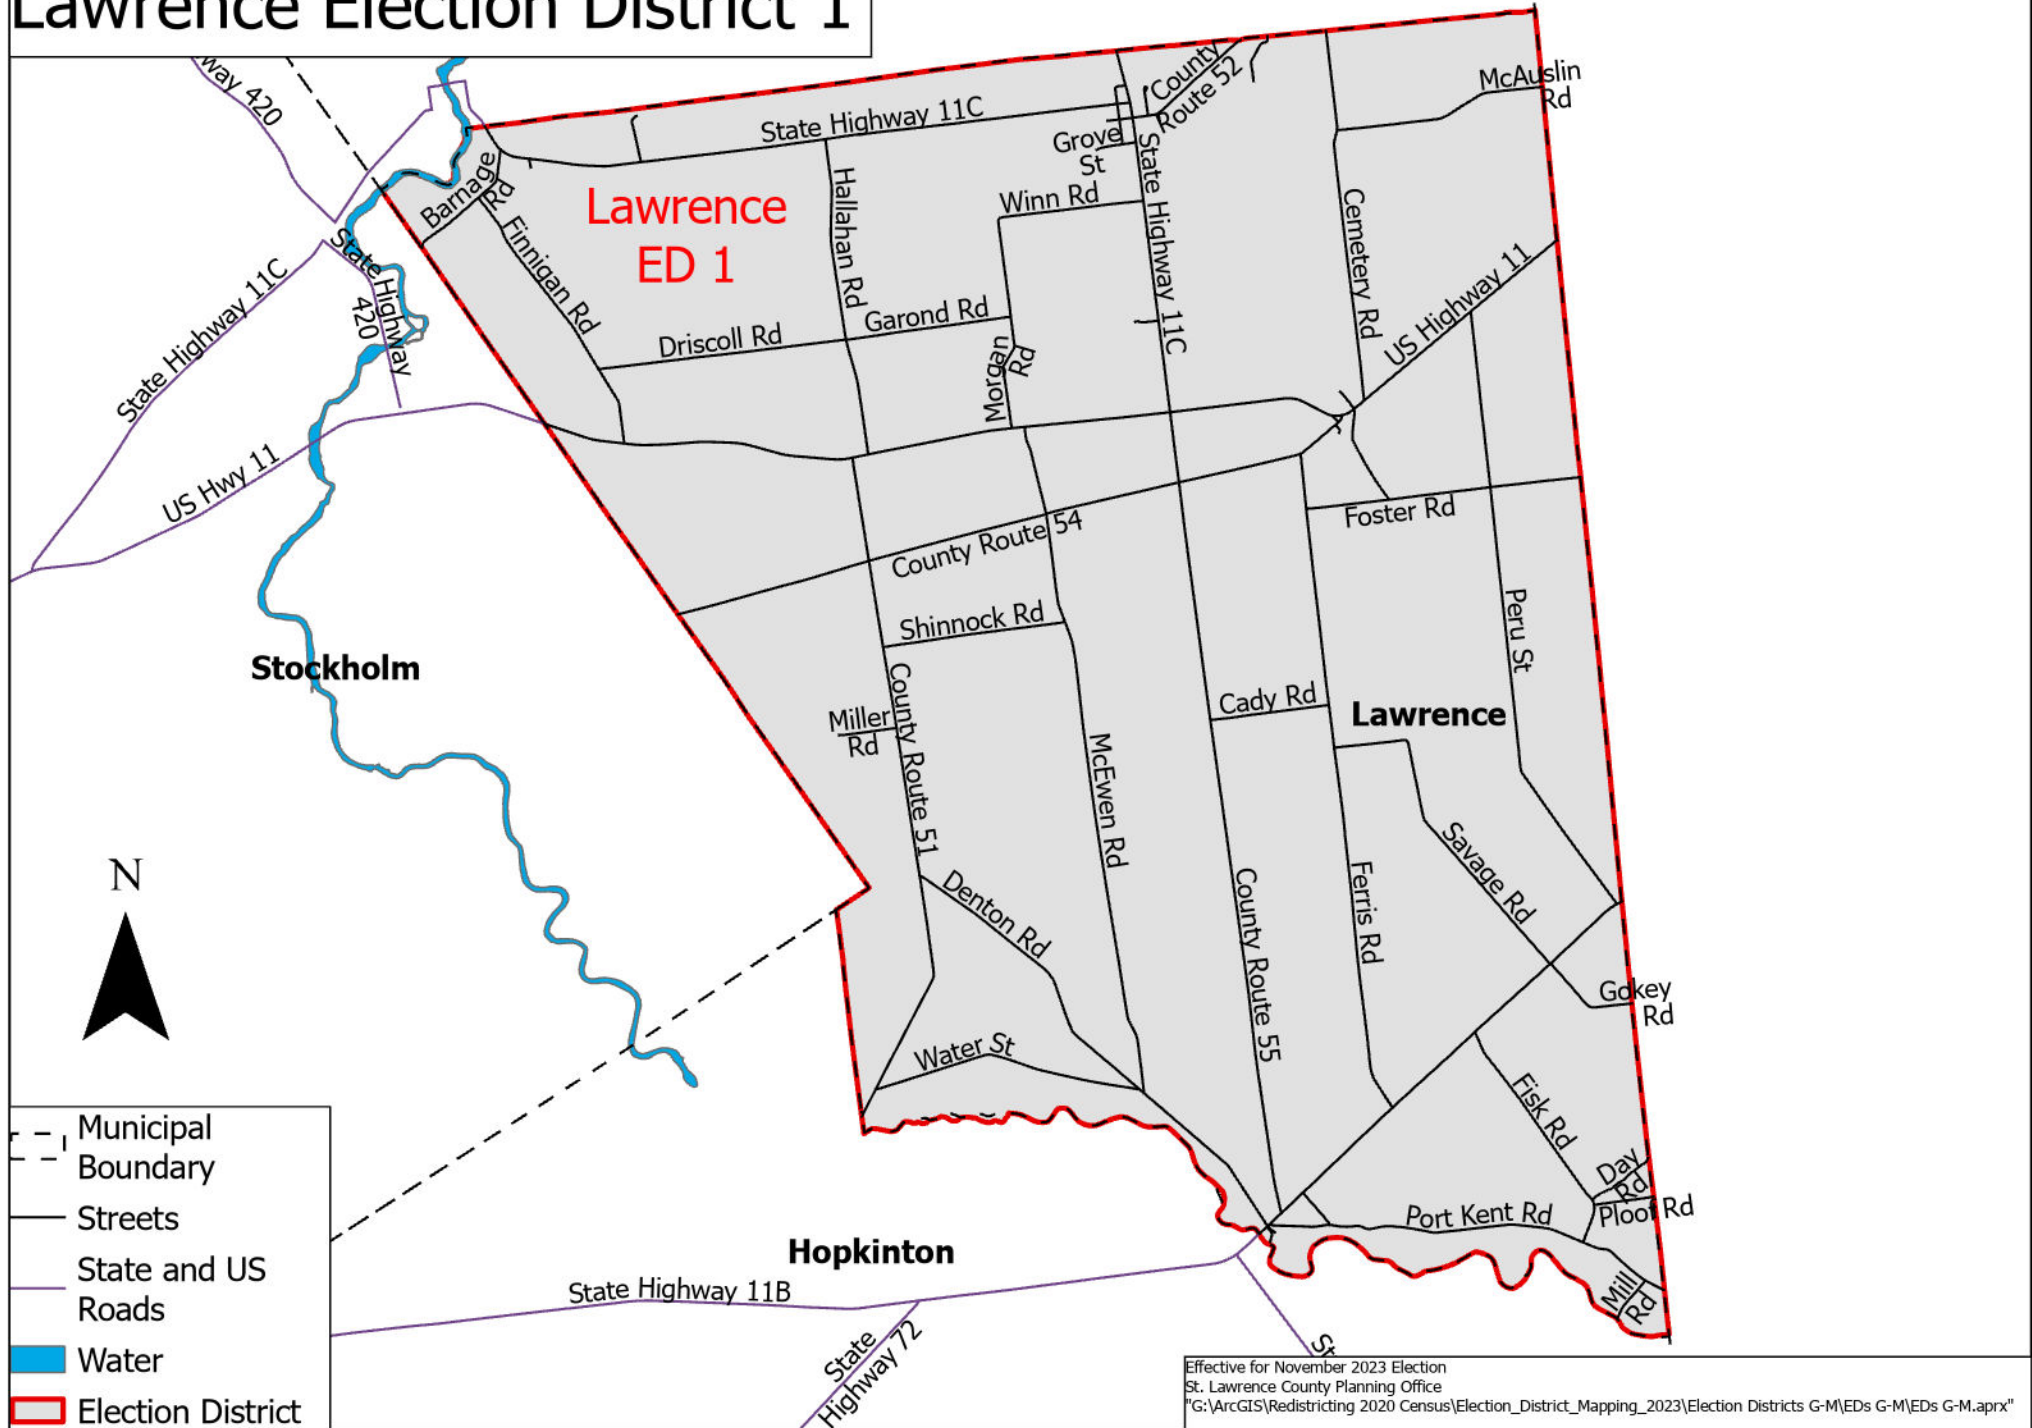 Lawrence Election District 1
way 420
McAuslin
Rd
County
Route 52
State Highway 11C
Grove
St
Barnage
Rd
Lawrence
ED 1
Hallahan Rd
Winn Rd
State Highway 11C
Cemetery Rd
Finnigan Rd
State Highway
420
State Highway 11C
US Highway 11
Driscoll Rd
Garond Rd
Morgan
Rd
US Hwy 11
Foster Rd
County Route 54
Shinnock Rd
Peru St
Stockholm
County Route 51
Miller
Rd
Cady Rd
Lawrence
McEwen Rd
Savage Rd
Ferris Rd
Denton Rd
County Route 55
N
Gokey
Rd
Water St
Fisk Rd
Day
Rd
Ploof Rd
Port Kent Rd
Hopkinton
State Highway 11B
Mill
Rd
State
Highway 72
St
Municipal
Boundary
Streets
State and US
Roads
Water
Election District
Effective for November 2023 Election
St. Lawrence County Planning Office
"G:\ArcGIS\Redistricting 2020 Census\Election_District_Mapping_2023\Election Districts G-M\EDs G-M\EDs G-M.aprx"